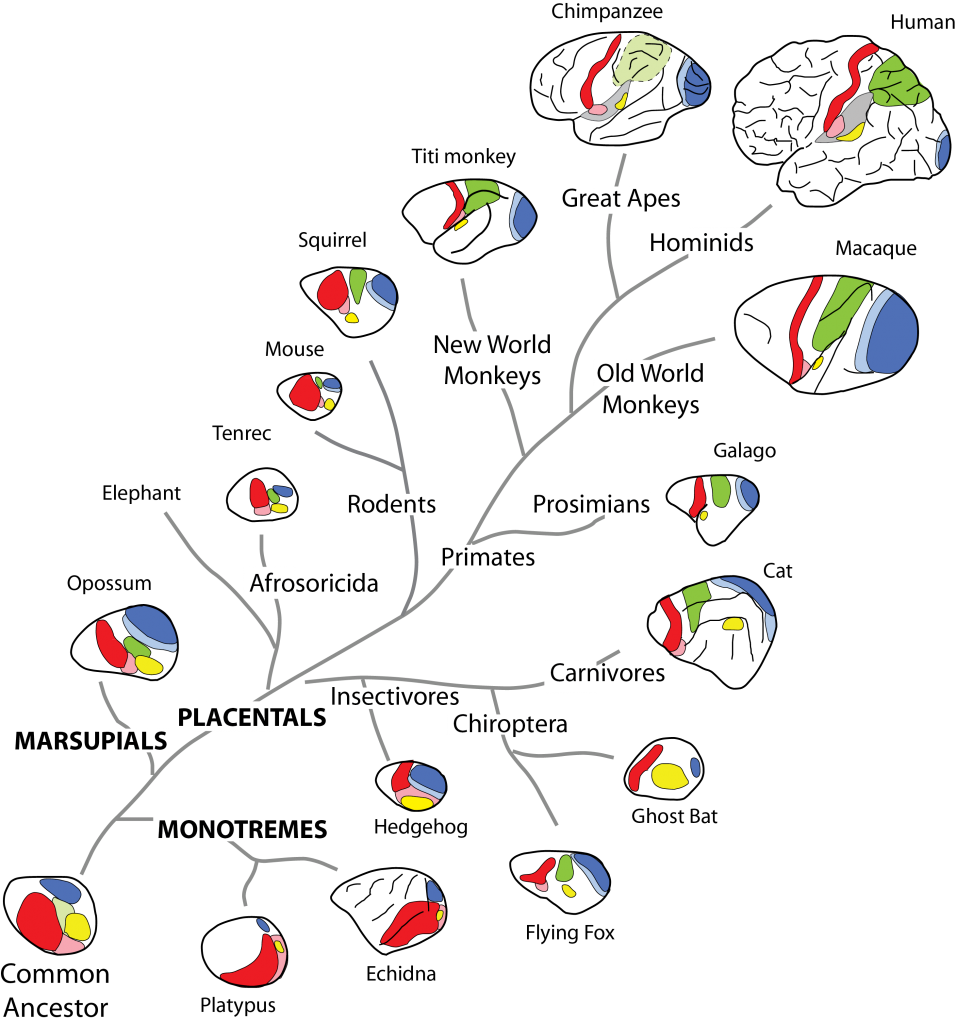 Chimpanzee
Human
Titi monkey
Great Apes
Squirrel
Hominids
Macaque
Mouse
New World
Monkeys
Old World
Monkeys
Tenrec
Galago
Elephant
Rodents
Prosimians
Primates
Opossum
Afrosoricida
Cat
Carnivores
Insectivores
PLACENTALS
Chiroptera
MARSUPIALS
Ghost Bat
Hedgehog
MONOTREMES
Flying Fox
Common
Ancestor
Echidna
Platypus